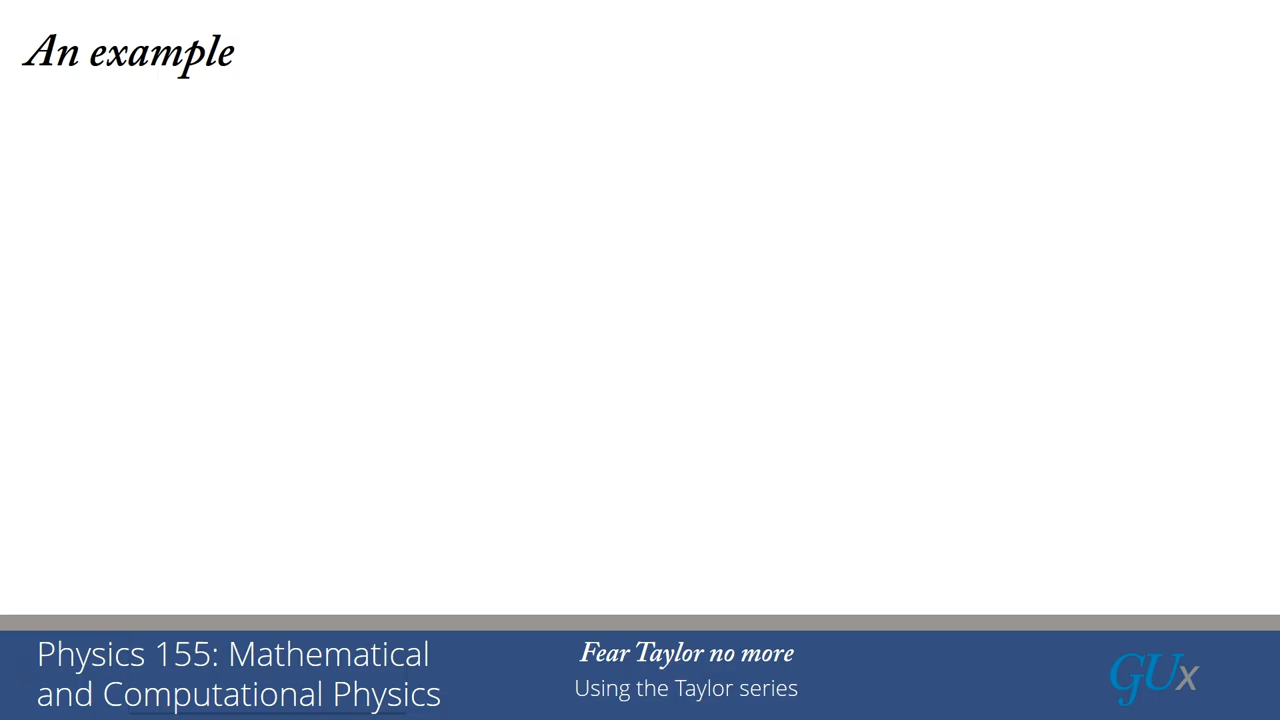 An example
Physics 155: Mathematical
and Computational Physics
Fear Taylor no more
Using the Taylor series
GUx